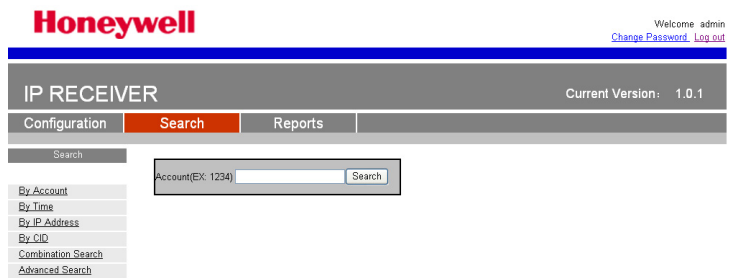 Honeywell
Welcome admin
Change Password Log out
IP RECEIVER
Current Version: 1.0.1
Configuration Search Reports
Search
Account(EX: 1234) Search
By Account
By Time
By IP Address
By CID
Combination Search
Advanced Search